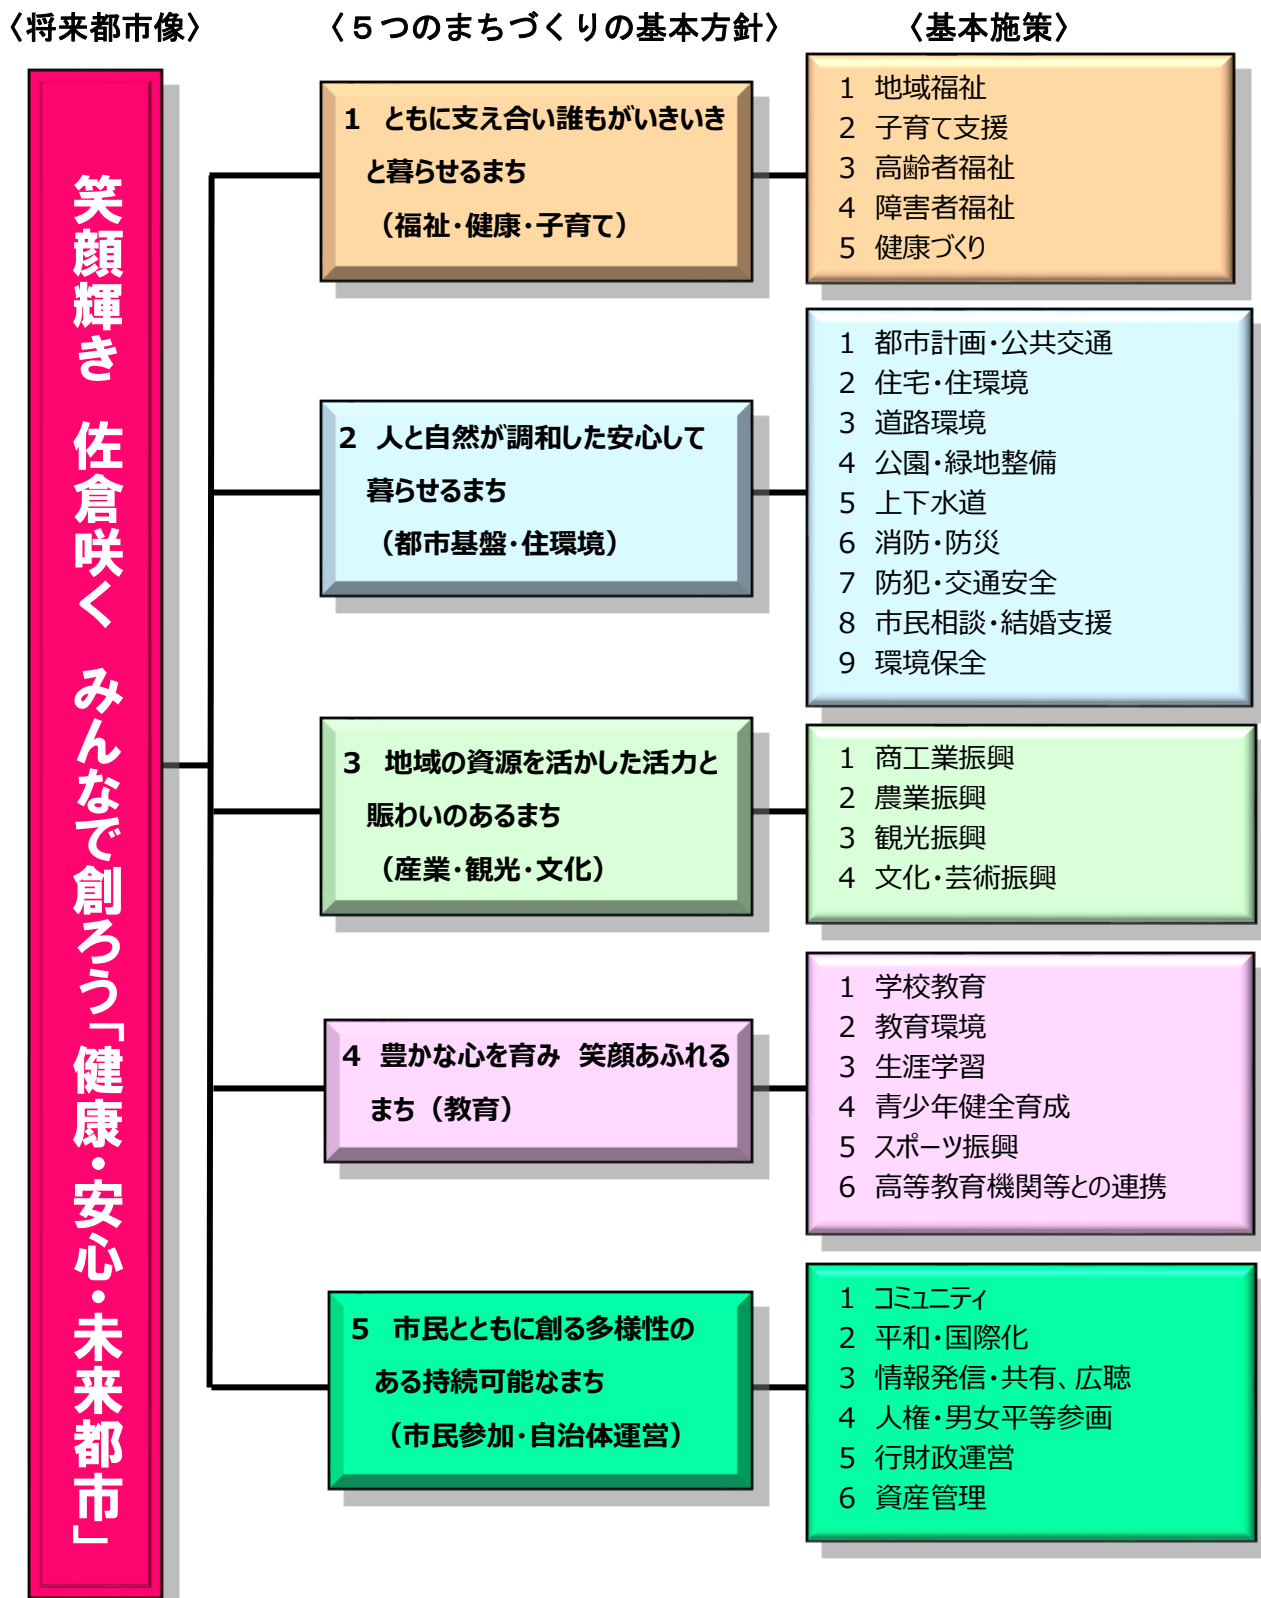 〈将来都市像〉
〈５つのまちづくりの基本方針〉
〈基本施策〉
笑顔輝き　佐倉咲く　みんなで創ろう「健康・安心・未来都市」
1　ともに支え合い誰もがいきいき
と暮らせるまち
（福祉・健康・子育て）
1　地域福祉
2　子育て支援
3　高齢者福祉
4　障害者福祉
5　健康づくり
2　人と自然が調和した安心して
暮らせるまち
（都市基盤・住環境）
1　都市計画・公共交通
2　住宅・住環境
3　道路環境
4　公園・緑地整備
5　上下水道
6　消防・防災
7　防犯・交通安全
8　市民相談・結婚支援
9　環境保全
3　地域の資源を活かした活力と
賑わいのあるまち
（産業・観光・文化）
1　商工業振興
2　農業振興
3　観光振興
4　文化・芸術振興
4　豊かな心を育み　笑顔あふれる
まち（教育）
1　学校教育
2　教育環境
3　生涯学習
4　青少年健全育成
5　スポーツ振興
6　高等教育機関等との連携
5　市民とともに創る多様性の
ある持続可能なまち
（市民参加・自治体運営）
1　コミュニティ
2　平和・国際化
3　情報発信・共有、広聴
4　人権・男女平等参画
5　行財政運営
6　資産管理